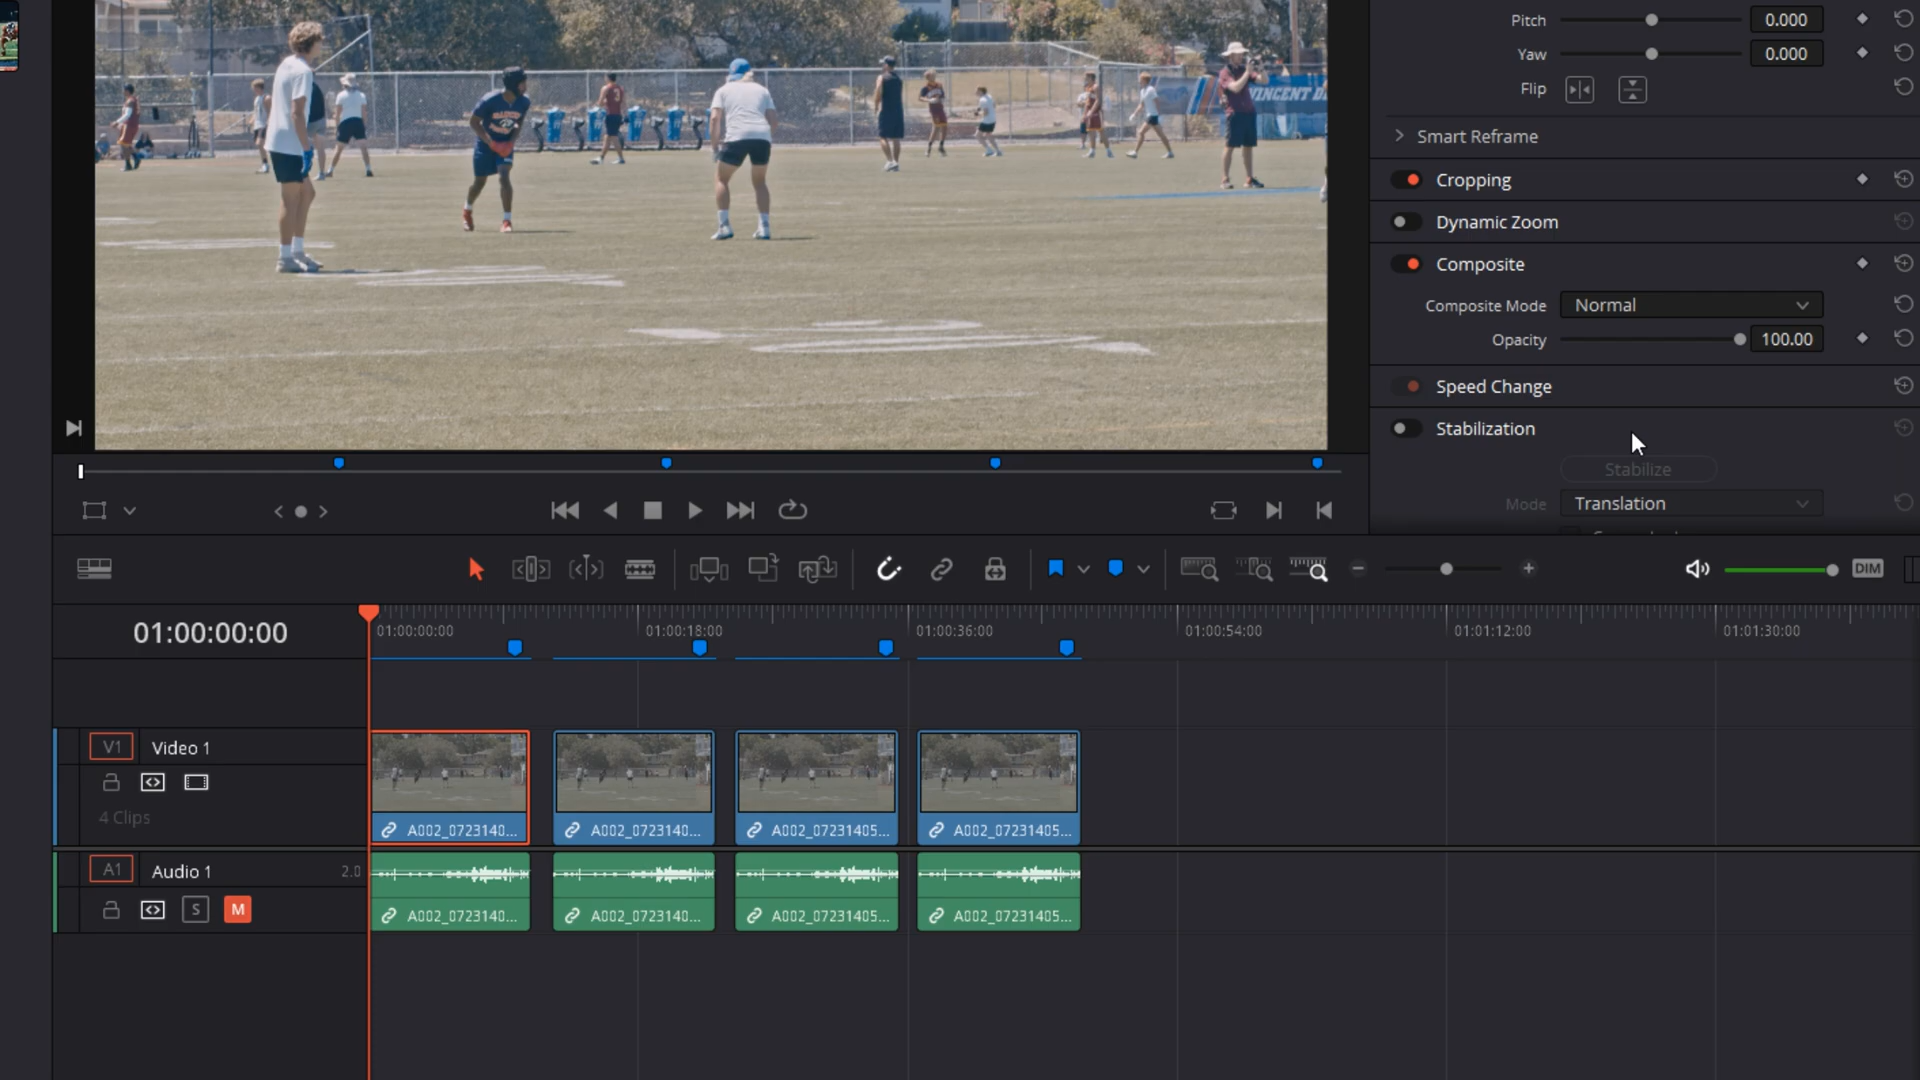 Pitch 0.000
Yaw 0.000
Flip
Smart Reframe
Cropping
Dynamic Zoom
Composite
Composite Mode Normal
Opacity 100.00
Speed Change
Stabilization
Stabilize
Mode Translation
DIM
01:00:00:00
01:00:00:00 01:00:18:00 01:00:36:00 01:00:54:00 01:01:12:00 01:01:30:00
V1 Video 1
4 Clips
A002_0723140... A002_0723140... A002_07231405... A002_07231405...
A1 Audio 1 2.0
S M
A002_0723140... A002_0723140... A002_07231405... A002_07231405...